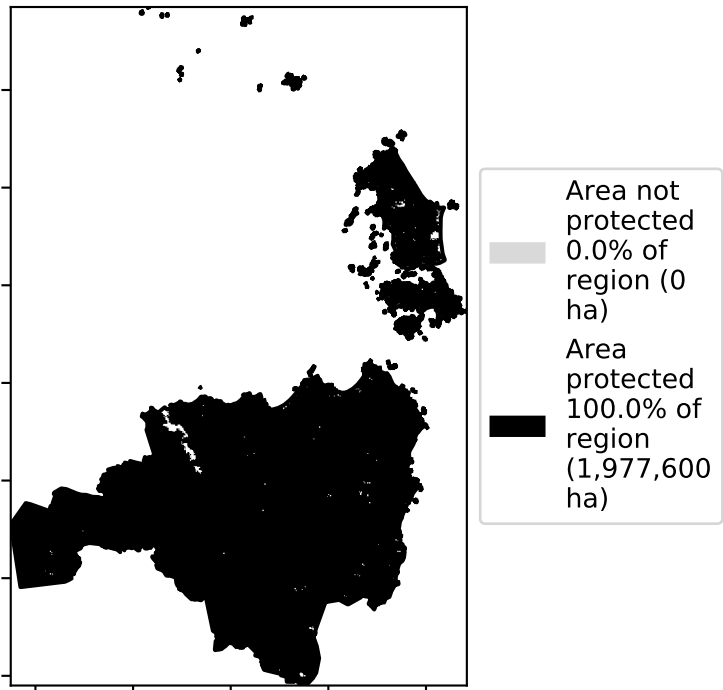 Area not
protected
0.0% of
region (0
ha)
Area
protected
100.0% of
region
(1,977,600
ha)